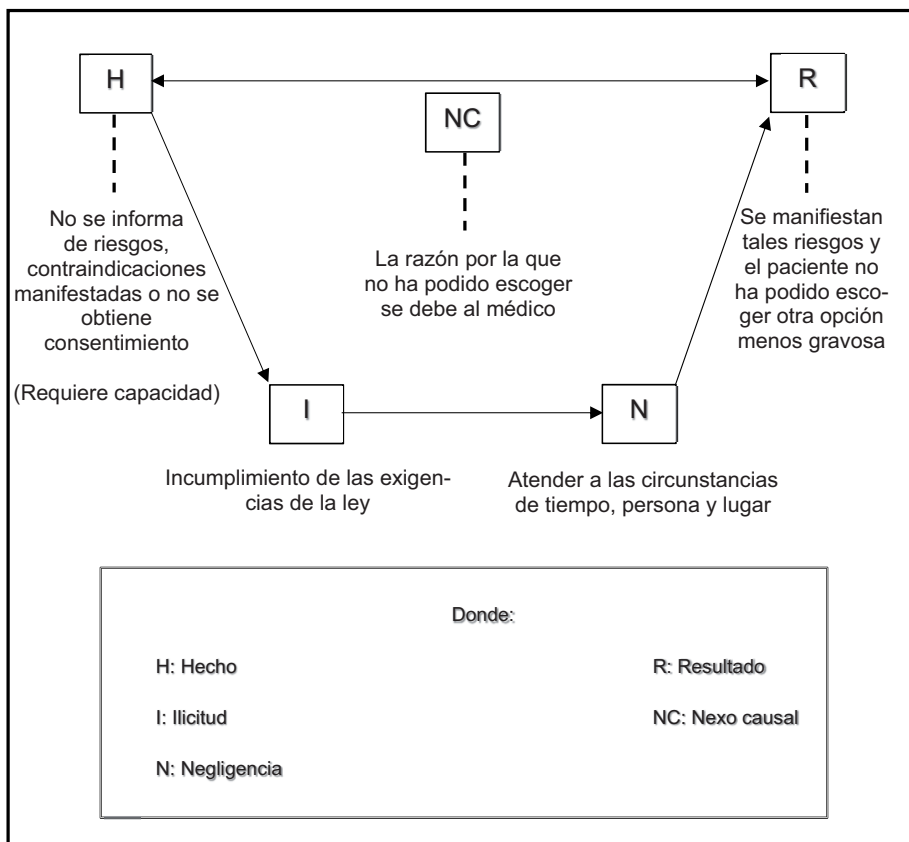 H
R
NC
No se informa
de riesgos,
contraindicaciones
manifestadas o no se
obtiene
consentimiento
(Requiere capacidad)
La razón por la que
no ha podido escoger
se debe al médico
Se manifiestan
tales riesgos y
el paciente no
ha podido esco-
ger otra opción
menos gravosa
I
N
Incumplimiento de las exigen-
cias de la ley
Atender a las circunstancias
de tiempo, persona y lugar
Donde:
H: Hecho
R: Resultado
I: Ilicitud
NC: Nexo causal
N: Negligencia